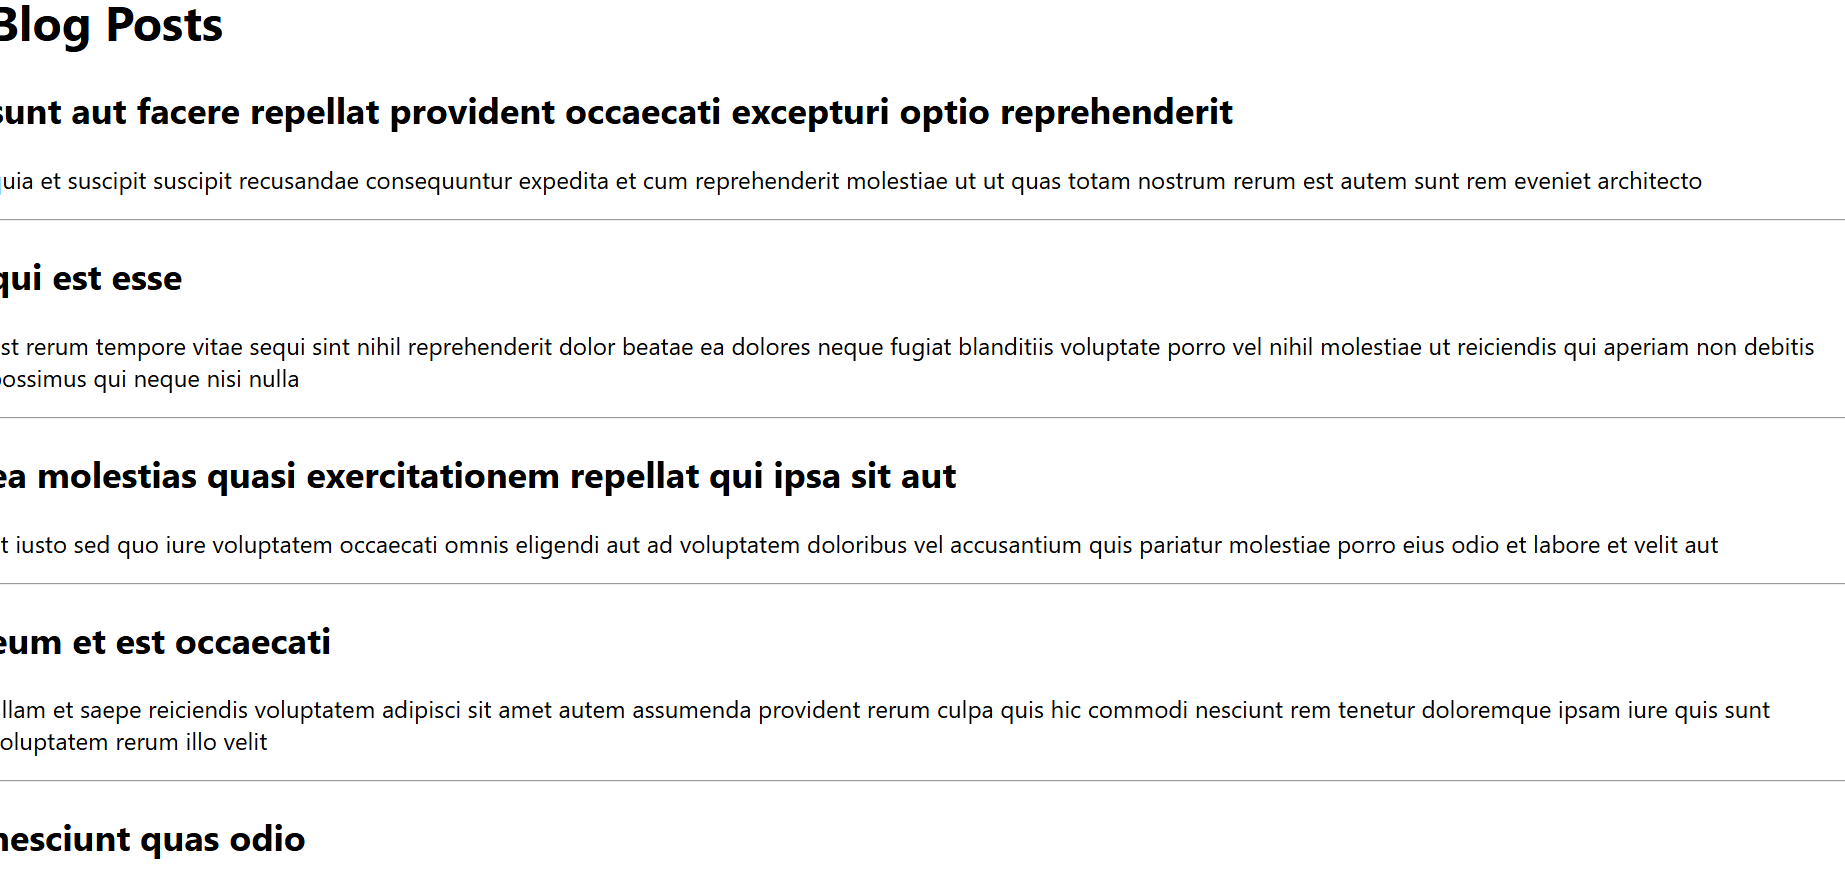 Blog Posts
sunt aut facere repellat provident occaecati excepturi optio reprehenderit
quia et suscipit suscipit recusandae consequuntur expedita et cum reprehenderit molestiae ut ut quas totam nostrum rerum est autem sunt rem eveniet architecto
qui est esse
st rerum tempore vitae sequi sint nihil reprehenderit dolor beatae ea dolores neque fugiat blanditiis voluptate porro vel nihil molestiae ut reiciendis qui aperiam non debitis
possimus qui neque nisi nulla
ea molestias quasi exercitationem repellat qui ipsa sit aut
t iusto sed quo iure voluptatem occaecati omnis eligendi aut ad voluptatem doloribus vel accusantium quis pariatur molestiae porro eius odio et labore et velit aut
eum et est occaecati
llam et saepe reiciendis voluptatem adipisci sit amet autem assumenda provident rerum culpa quis hic commodi nesciunt rem tenetur doloremque ipsam iure quis sunt
oluptatem rerum illo velit
nesciunt quas odio